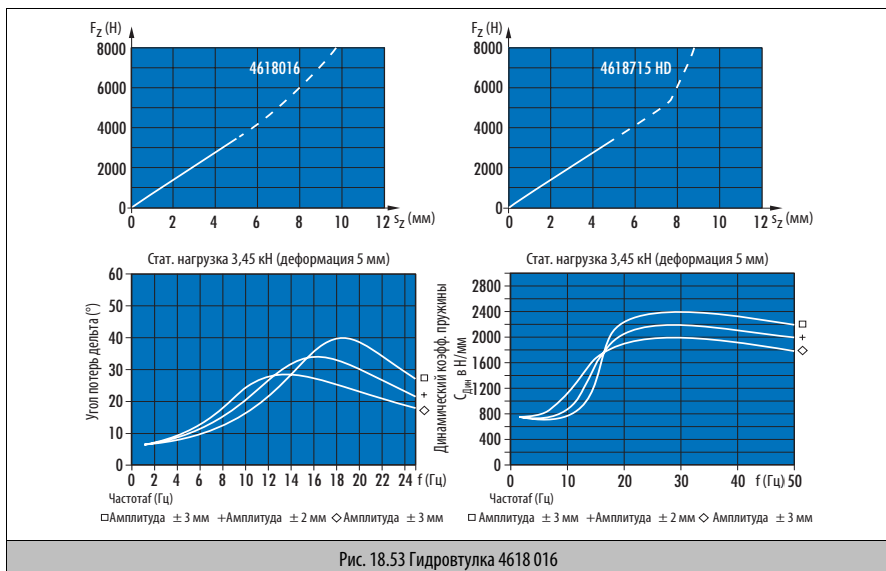 F_z (Н)
8000
6000
4000
2000
0
4618016
0 2 4 6 8 10 12 s_z (мм)
F_z (Н)
8000
6000
4000
2000
0
4618715 HD
0 2 4 6 8 10 12 s_z (мм)
Стат. нагрузка 3,45 кН (деформация 5 мм)
Угол потерь дельта (°)
60
50
40
30
20
10
0
□
+
◇
0 2 4 6 8 10 12 14 16 18 20 22 24 f (Гц)
Частотаf (Гц)
□Амплитуда ± 3 мм +Амплитуда ± 2 мм ◇ Амплитуда ± 3 мм
Стат. нагрузка 3,45 кН (деформация 5 мм)
Динамический коэфф. пружины
C_Дин в Н/мм
2800
2400
2000
1600
1200
800
400
0
□
+
◇
0 10 20 30 40 f (Гц) 50
Частотаf (Гц)
□Амплитуда ± 3 мм +Амплитуда ± 2 мм◇ Амплитуда ± 3 мм
Рис. 18.53 Гидровтулка 4618 016